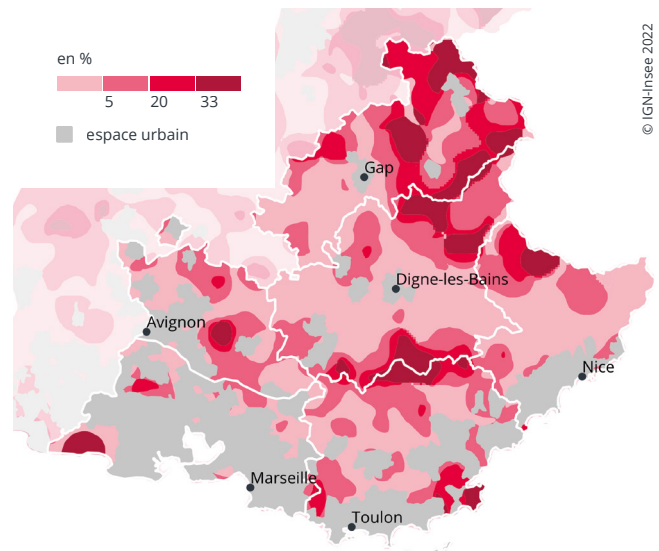 en %
5 20 33
espace urbain
© IGN-Insee 2022
Gap
Digne-les-Bains
Avignon
Nice
Marseille
Toulon